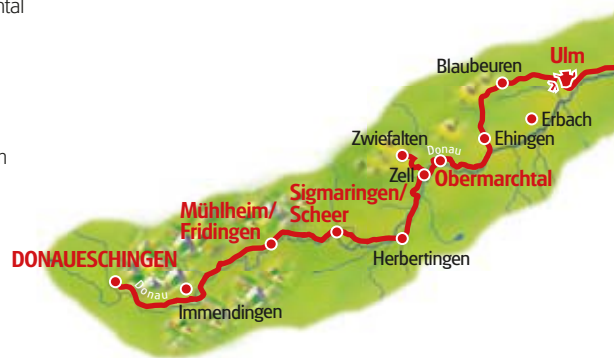 ntal
Ulm
Blaubeuren
Erbach
n
Zwiefalten
Donau
Ehingen
Zell
Obermarchtal
Sigmaringen/
Scheer
Mühlheim/
Fridingen
Herbertingen
DONAUESCHINGEN
Donau
Immendingen